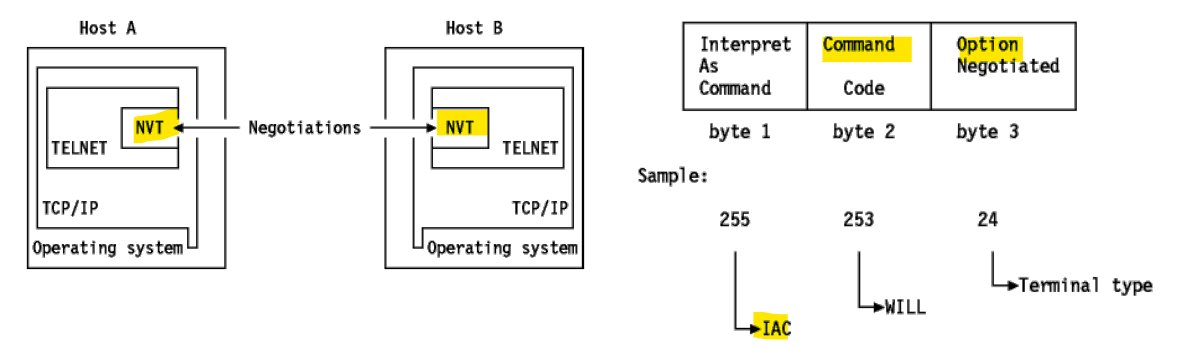 Host A
Host B
NVT
Negotiations
NVT
TELNET
TELNET
TCP/IP
TCP/IP
Operating system
Operating system
Interpret
As
Command
Command
Code
Option
Negotiated
byte 1
byte 2
byte 3
Sample:
255
253
24
Terminal type
WILL
IAC